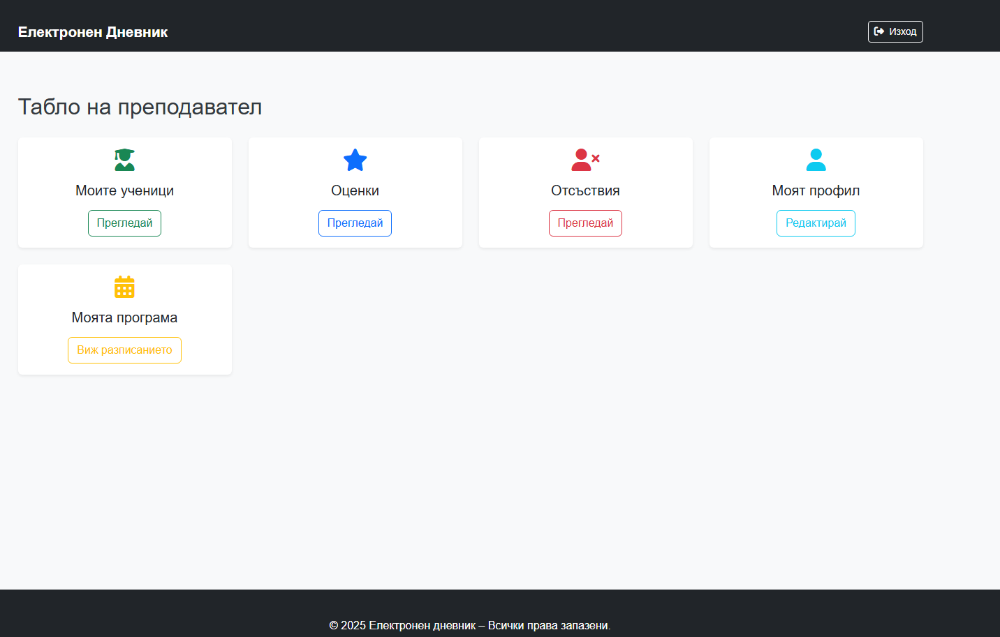 Електронен Дневник
Изход
Табло на преподавател
Моите ученици
Прегледай
Оценки
Прегледай
Отсъствия
Прегледай
Моят профил
Редактирай
Моята програма
Виж разписанието
© 2025 Електронен дневник – Всички права запазени.